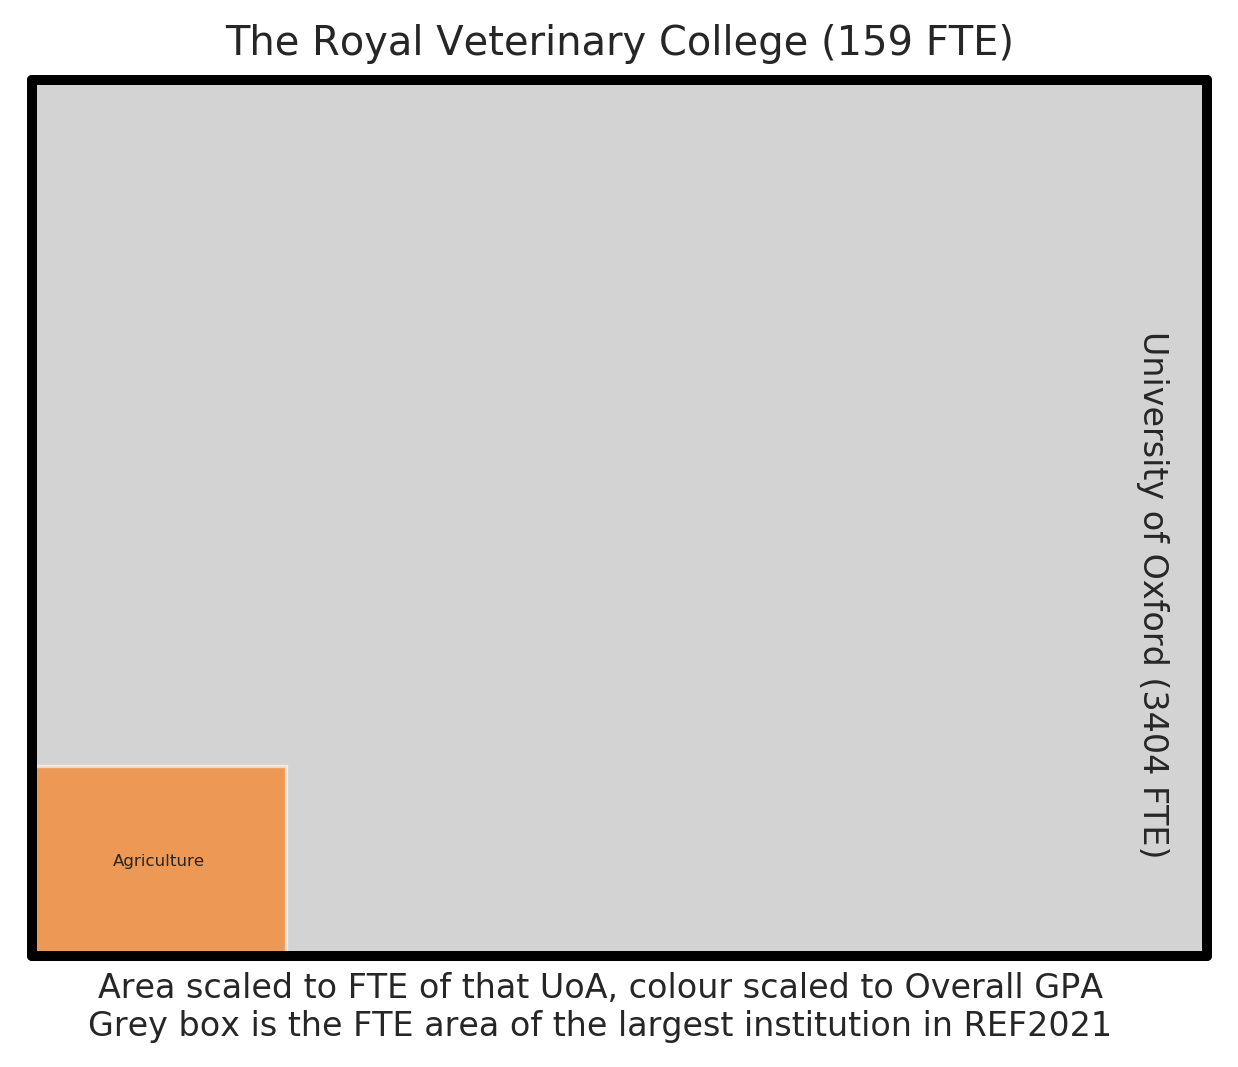 The Royal Veterinary College (159 FTE)
University of Oxford (3404 FTE)
Agriculture
Area scaled to FTE of that UoA, colour scaled to Overall GPA
Grey box is the FTE area of the largest institution in REF2021